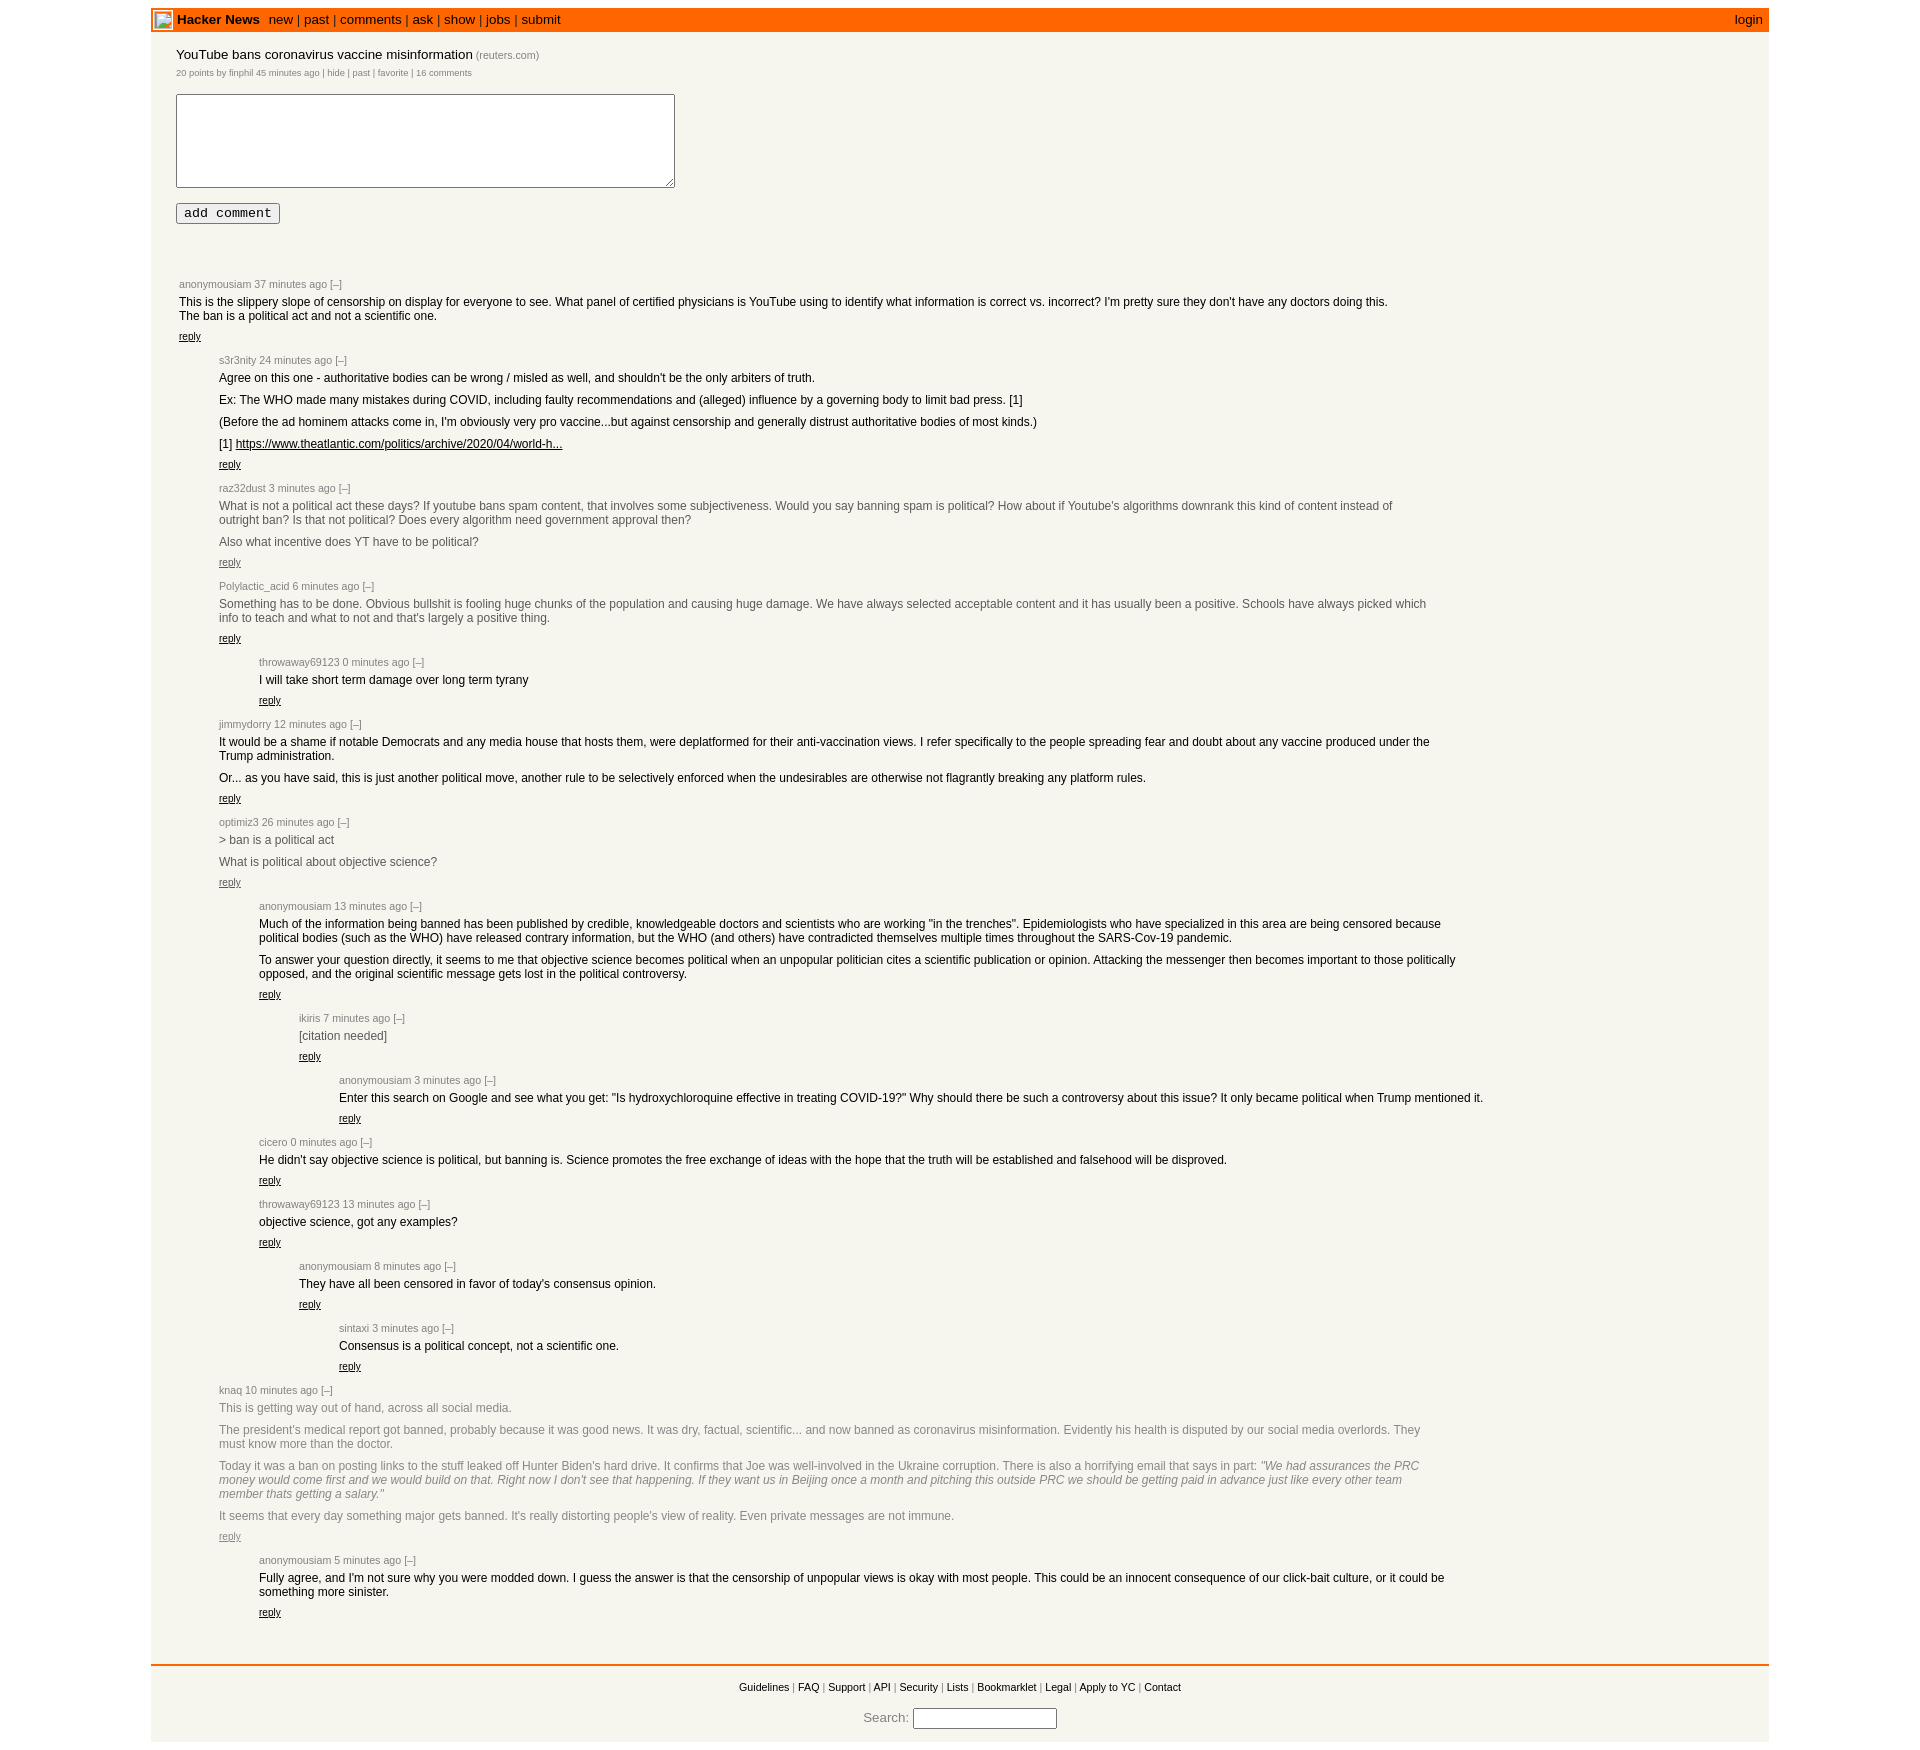 Hacker News new | past | comments | ask | show | jobs | submit login
YouTube bans coronavirus vaccine misinformation (reuters.com)
20 points by finphil 45 minutes ago | hide | past | favorite | 16 comments
add comment
anonymousiam 37 minutes ago [–]
This is the slippery slope of censorship on display for everyone to see. What panel of certified physicians is YouTube using to identify what information is correct vs. incorrect? I'm pretty sure they don't have any doctors doing this.
The ban is a political act and not a scientific one.
reply
s3r3nity 24 minutes ago [–]
Agree on this one - authoritative bodies can be wrong / misled as well, and shouldn't be the only arbiters of truth.
Ex: The WHO made many mistakes during COVID, including faulty recommendations and (alleged) influence by a governing body to limit bad press. [1]
(Before the ad hominem attacks come in, I'm obviously very pro vaccine...but against censorship and generally distrust authoritative bodies of most kinds.)
[1] https://www.theatlantic.com/politics/archive/2020/04/world-h...
reply
raz32dust 3 minutes ago [–]
What is not a political act these days? If youtube bans spam content, that involves some subjectiveness. Would you say banning spam is political? How about if Youtube's algorithms downrank this kind of content instead of
outright ban? Is that not political? Does every algorithm need government approval then?
Also what incentive does YT have to be political?
reply
Polylactic_acid 6 minutes ago [–]
Something has to be done. Obvious bullshit is fooling huge chunks of the population and causing huge damage. We have always selected acceptable content and it has usually been a positive. Schools have always picked which
info to teach and what to not and that's largely a positive thing.
reply
throwaway69123 0 minutes ago [–]
I will take short term damage over long term tyrany
reply
jimmydorry 12 minutes ago [–]
It would be a shame if notable Democrats and any media house that hosts them, were deplatformed for their anti-vaccination views. I refer specifically to the people spreading fear and doubt about any vaccine produced under the
Trump administration.
Or... as you have said, this is just another political move, another rule to be selectively enforced when the undesirables are otherwise not flagrantly breaking any platform rules.
reply
optimiz3 26 minutes ago [–]
> ban is a political act
What is political about objective science?
reply
anonymousiam 13 minutes ago [–]
Much of the information being banned has been published by credible, knowledgeable doctors and scientists who are working "in the trenches". Epidemiologists who have specialized in this area are being censored because
political bodies (such as the WHO) have released contrary information, but the WHO (and others) have contradicted themselves multiple times throughout the SARS-Cov-19 pandemic.
To answer your question directly, it seems to me that objective science becomes political when an unpopular politician cites a scientific publication or opinion. Attacking the messenger then becomes important to those politically
opposed, and the original scientific message gets lost in the political controversy.
reply
ikiris 7 minutes ago [–]
[citation needed]
reply
anonymousiam 3 minutes ago [–]
Enter this search on Google and see what you get: "Is hydroxychloroquine effective in treating COVID-19?" Why should there be such a controversy about this issue? It only became political when Trump mentioned it.
reply
cicero 0 minutes ago [–]
He didn't say objective science is political, but banning is. Science promotes the free exchange of ideas with the hope that the truth will be established and falsehood will be disproved.
reply
throwaway69123 13 minutes ago [–]
objective science, got any examples?
reply
anonymousiam 8 minutes ago [–]
They have all been censored in favor of today's consensus opinion.
reply
sintaxi 3 minutes ago [–]
Consensus is a political concept, not a scientific one.
reply
knaq 10 minutes ago [–]
This is getting way out of hand, across all social media.
The president's medical report got banned, probably because it was good news. It was dry, factual, scientific... and now banned as coronavirus misinformation. Evidently his health is disputed by our social media overlords. They
must know more than the doctor.
Today it was a ban on posting links to the stuff leaked off Hunter Biden's hard drive. It confirms that Joe was well-involved in the Ukraine corruption. There is also a horrifying email that says in part: "We had assurances the PRC
money would come first and we would build on that. Right now I don't see that happening. If they want us in Beijing once a month and pitching this outside PRC we should be getting paid in advance just like every other team
member thats getting a salary."
It seems that every day something major gets banned. It's really distorting people's view of reality. Even private messages are not immune.
reply
anonymousiam 5 minutes ago [–]
Fully agree, and I'm not sure why you were modded down. I guess the answer is that the censorship of unpopular views is okay with most people. This could be an innocent consequence of our click-bait culture, or it could be
something more sinister.
reply
Guidelines | FAQ | Support | API | Security | Lists | Bookmarklet | Legal | Apply to YC | Contact
Search: